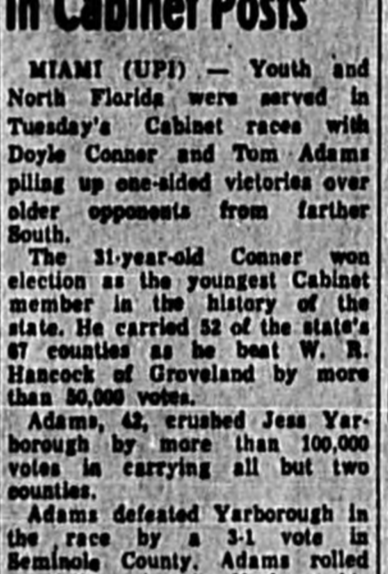 In Cabinet Posts
MIAMI (UPI) — Youth and
North Florida were served in
Tuesday's Cabinet races with
Doyle Conner and Tom Adams
piling up one-sided victories over
older opponents from farther
South.
The 31-year-old Conner won
election as the youngest Cabinet
member in the history of the
state. He carried 52 of the state's
67 counties as he beat W. R.
Hancock of Groveland by more
than 50,000 votes.
Adams, 42, crushed Jess Yar-
borough by more than 100,000
votes in carrying all but two
counties.
Adams defeated Yarborough in
the race by a 3-1 vote in
Seminole County. Adams rolled